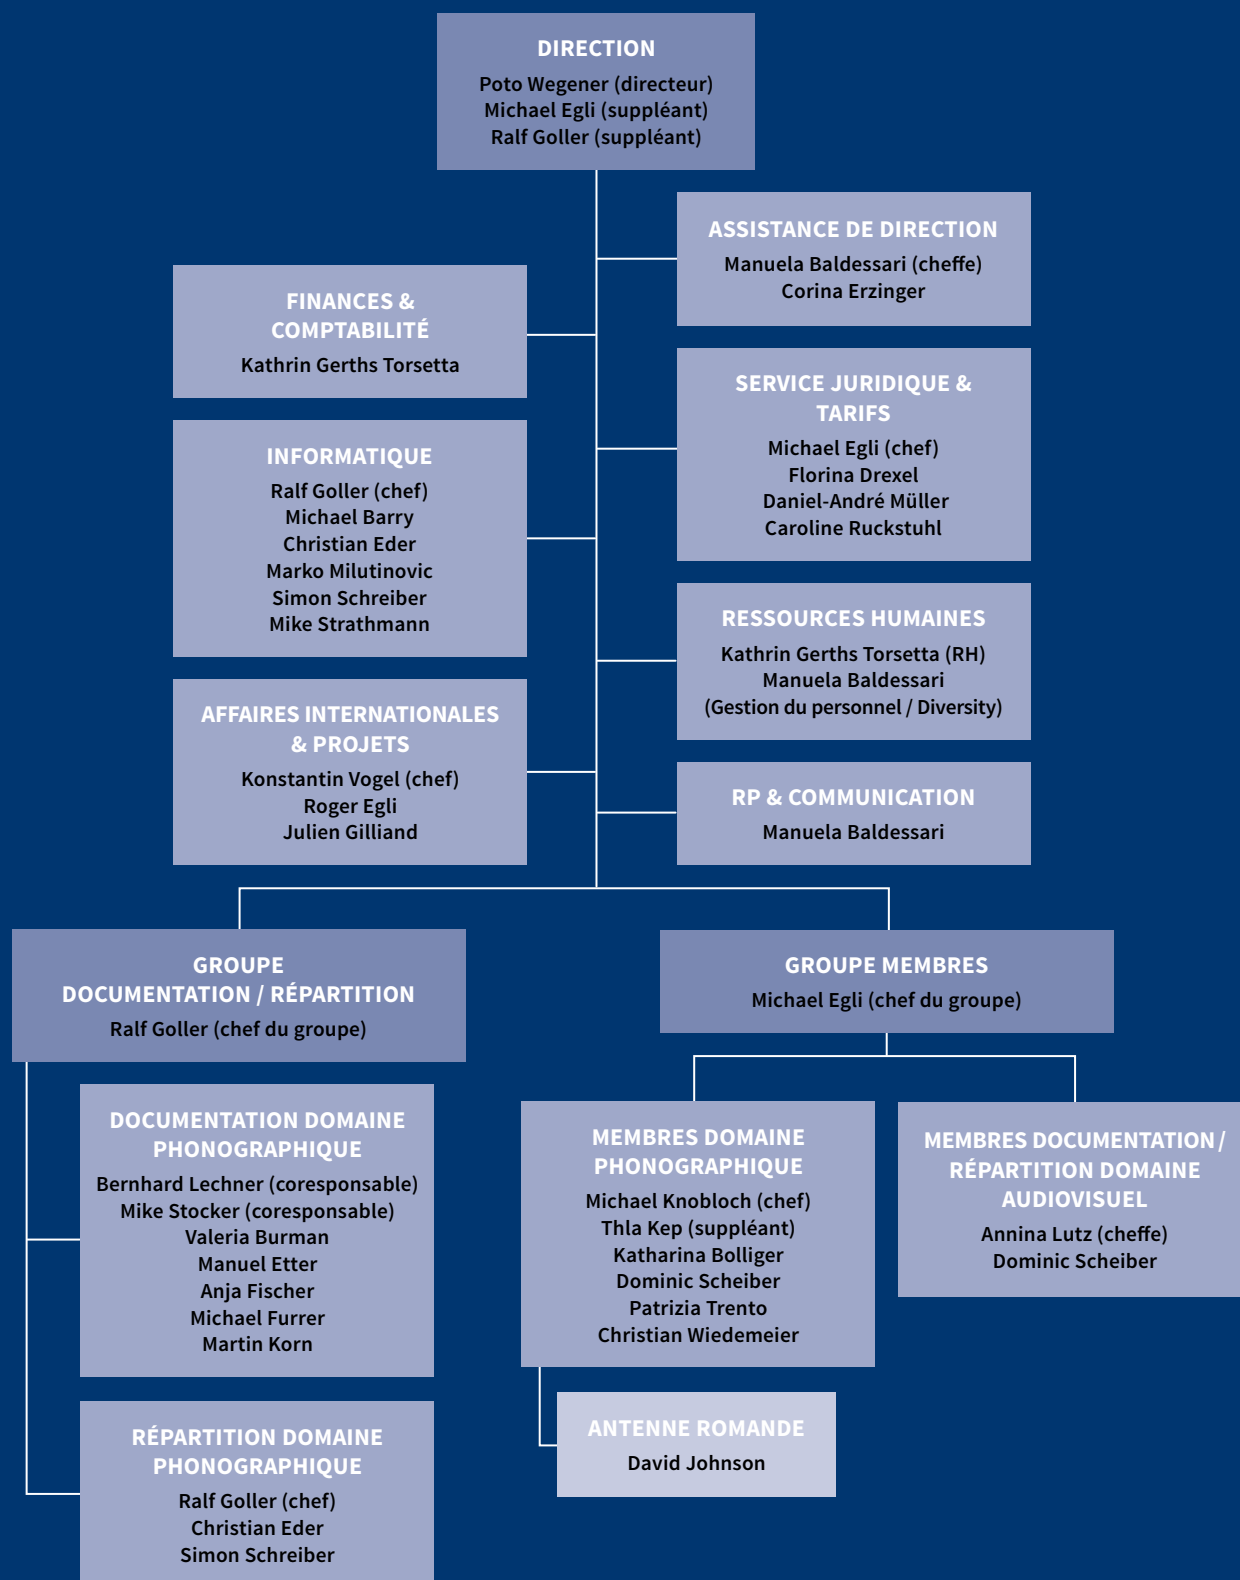 DIRECTION
Poto Wegener (directeur)
Michael Egli (suppléant)
Ralf Goller (suppléant)
ASSISTANCE DE DIRECTION
Manuela Baldessari (cheffe)
Corina Erzinger
FINANCES &
COMPTABILITÉ
Kathrin Gerths Torsetta
SERVICE JURIDIQUE &
TARIFS
Michael Egli (chef)
Florina Drexel
Daniel-André Müller
Caroline Ruckstuhl
INFORMATIQUE
Ralf Goller (chef)
Michael Barry
Christian Eder
Marko Milutinovic
Simon Schreiber
Mike Strathmann
RESSOURCES HUMAINES
Kathrin Gerths Torsetta (RH)
Manuela Baldessari
(Gestion du personnel / Diversity)
AFFAIRES INTERNATIONALES
& PROJETS
Konstantin Vogel (chef)
Roger Egli
Julien Gilliand
RP & COMMUNICATION
Manuela Baldessari
GROUPE
DOCUMENTATION / RÉPARTITION
Ralf Goller (chef du groupe)
GROUPE MEMBRES
Michael Egli (chef du groupe)
DOCUMENTATION DOMAINE
PHONOGRAPHIQUE
Bernhard Lechner (coresponsable)
Mike Stocker (coresponsable)
Valeria Burman
Manuel Etter
Anja Fischer
Michael Furrer
Martin Korn
MEMBRES DOMAINE
PHONOGRAPHIQUE
Michael Knobloch (chef)
Thla Kep (suppléant)
Katharina Bolliger
Dominic Scheiber
Patrizia Trento
Christian Wiedemeier
MEMBRES DOCUMENTATION /
RÉPARTITION DOMAINE
AUDIOVISUEL
Annina Lutz (cheffe)
Dominic Scheiber
ANTENNE ROMANDE
David Johnson
RÉPARTITION DOMAINE
PHONOGRAPHIQUE
Ralf Goller (chef)
Christian Eder
Simon Schreiber